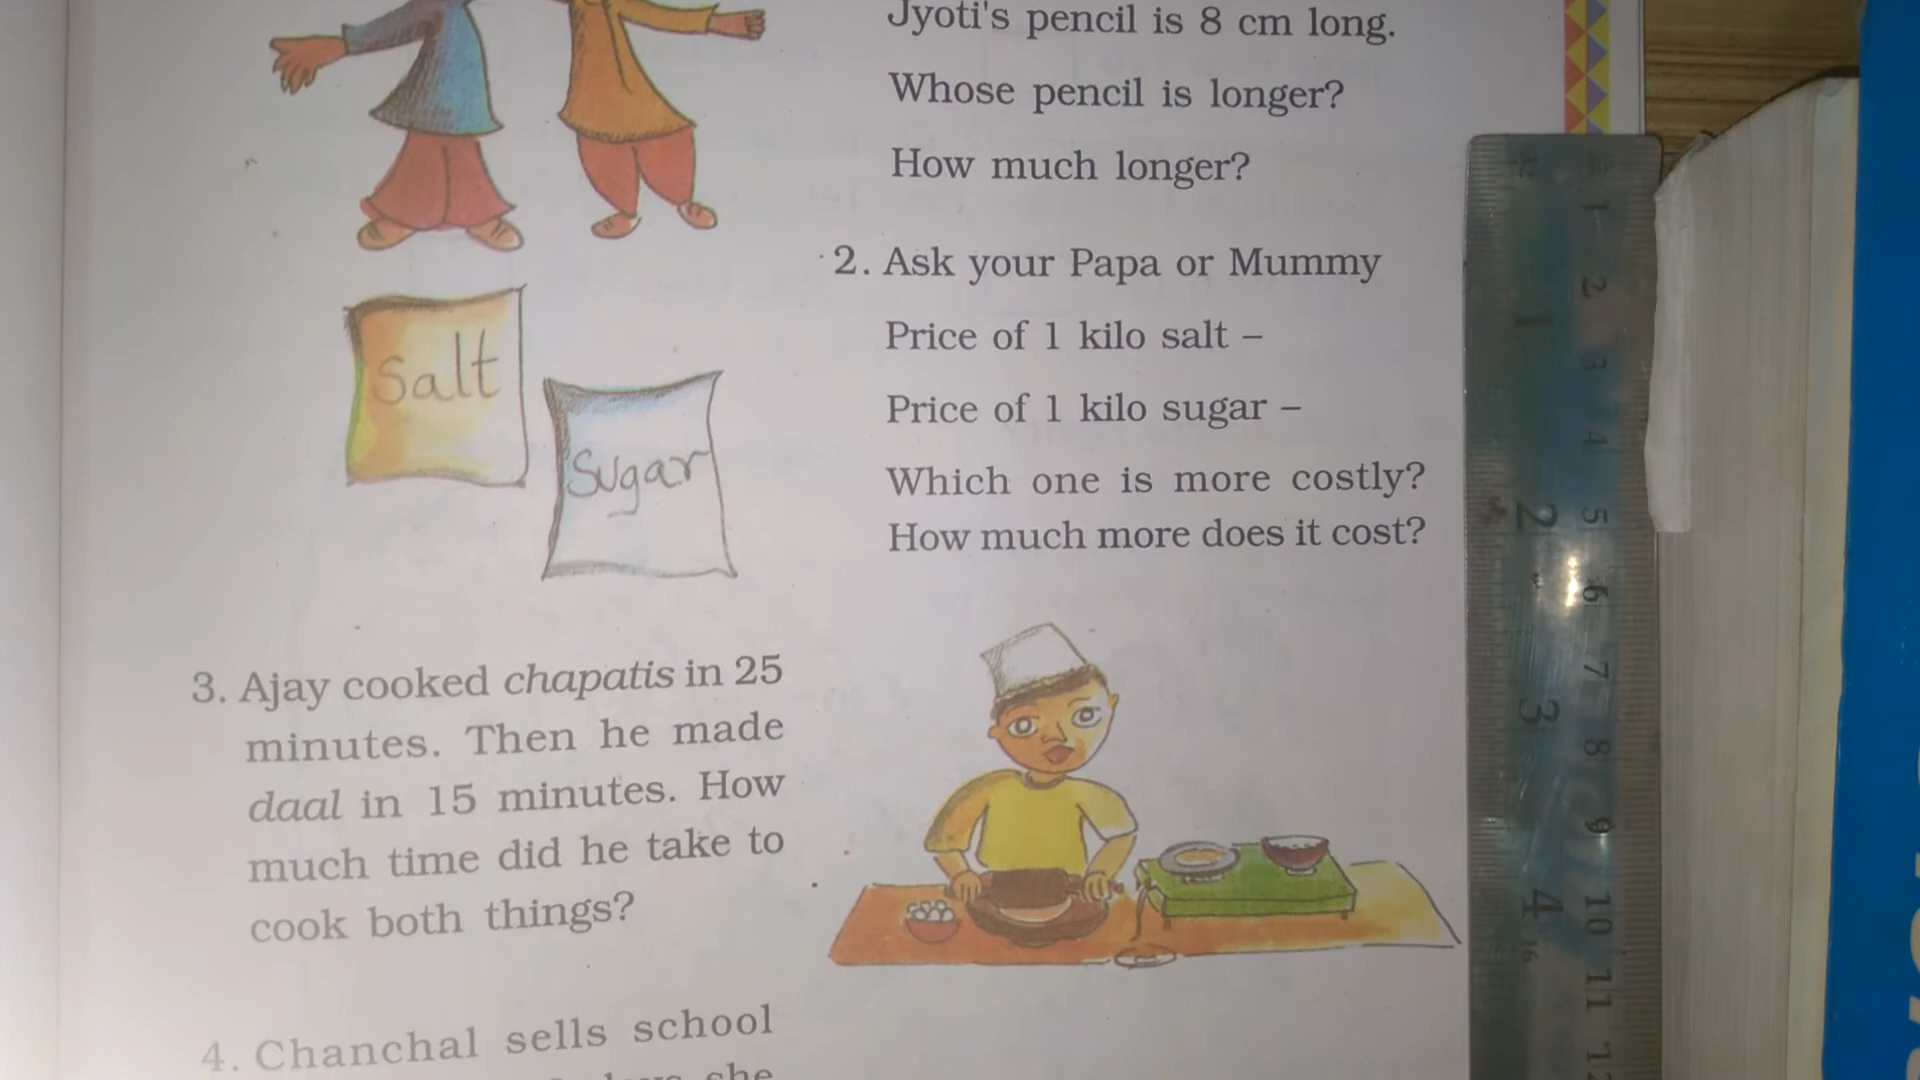 Jyoti's pencil is 8 cm long.
Whose pencil is longer?
How much longer?
2. Ask your Papa or Mummy
Price of 1 kilo salt –
Price of 1 kilo sugar –
Which one is more costly?
How much more does it cost?
Salt
Sugar
3. Ajay cooked chapatis in 25
minutes. Then he made
daal in 15 minutes. How
much time did he take to
cook both things?
4. Chanchal sells school
she
1 2 3 4 5 6 7 8 9 10 11
1 2 3 4